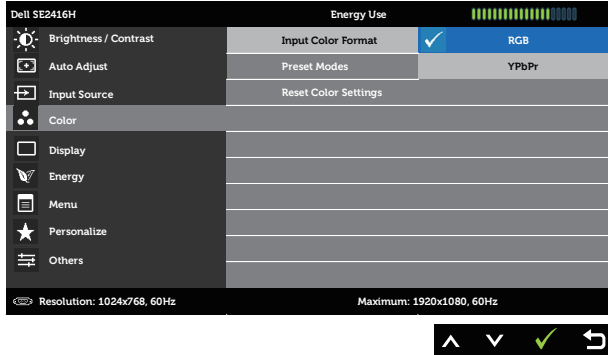 Dell SE2416H Energy Use
Brightness / Contrast Input Color Format RGB
Auto Adjust Preset Modes YPbPr
Input Source Reset Color Settings
Color
Display
Energy
Menu
Personalize
Others
Resolution: 1024x768, 60Hz Maximum: 1920x1080, 60Hz